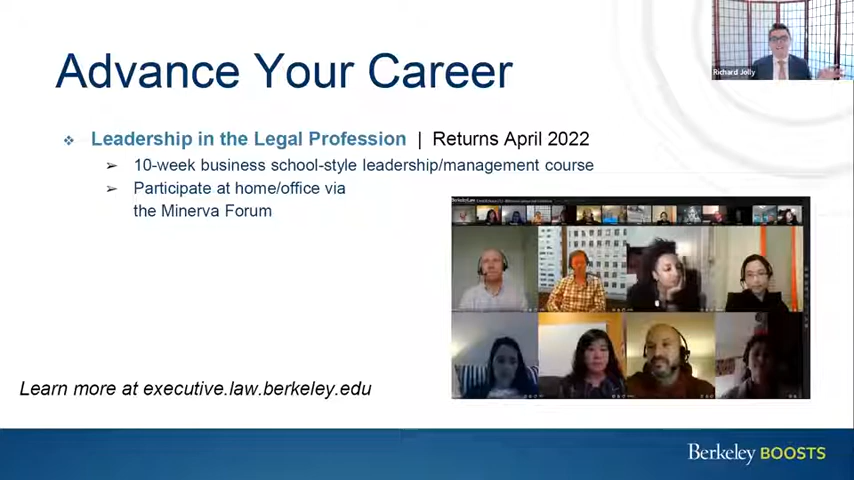 Richard Jolly
Advance Your Career
❖ Leadership in the Legal Profession | Returns April 2022
➢ 10-week business school-style leadership/management course
➢ Participate at home/office via
the Minerva Forum
Learn more at executive.law.berkeley.edu
Berkeley BOOSTS